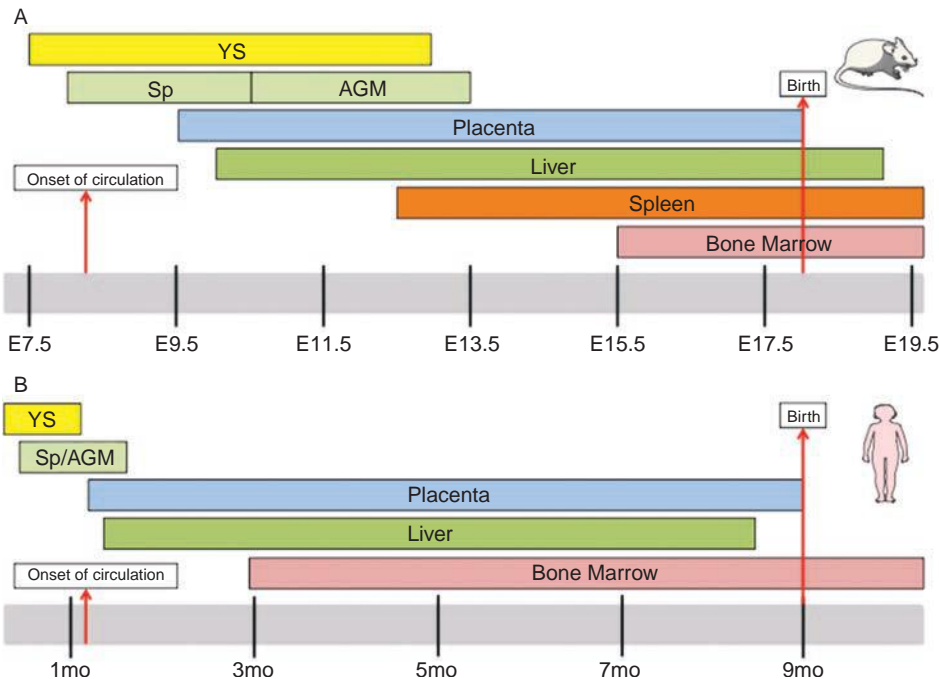 A
YS
Sp AGM
Birth
Placenta
Liver
Onset of circulation
Spleen
Bone Marrow
E7.5 E9.5 E11.5 E13.5 E15.5 E17.5 E19.5
B
YS
Birth
Sp/AGM
Placenta
Liver
Onset of circulation
Bone Marrow
1mo 3mo 5mo 7mo 9mo